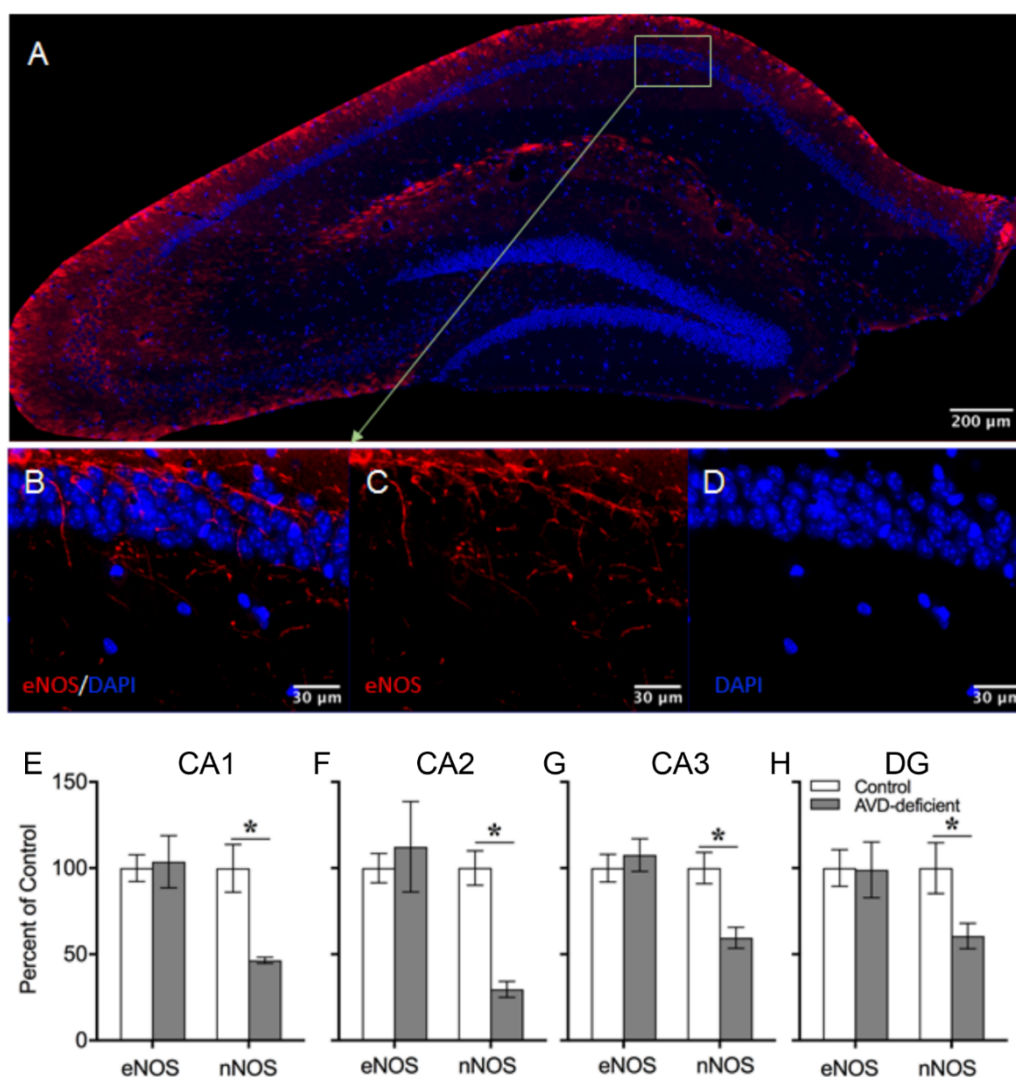 A
200 µm
B
eNOS/DAPI
30 µm
C
eNOS
30 µm
D
DAPI
30 µm
E CA1 F CA2 G CA3 H DG
Control
AVD-deficient
Percent of Control
150
100
50
0
* * * *
eNOS nNOS eNOS nNOS eNOS nNOS eNOS nNOS